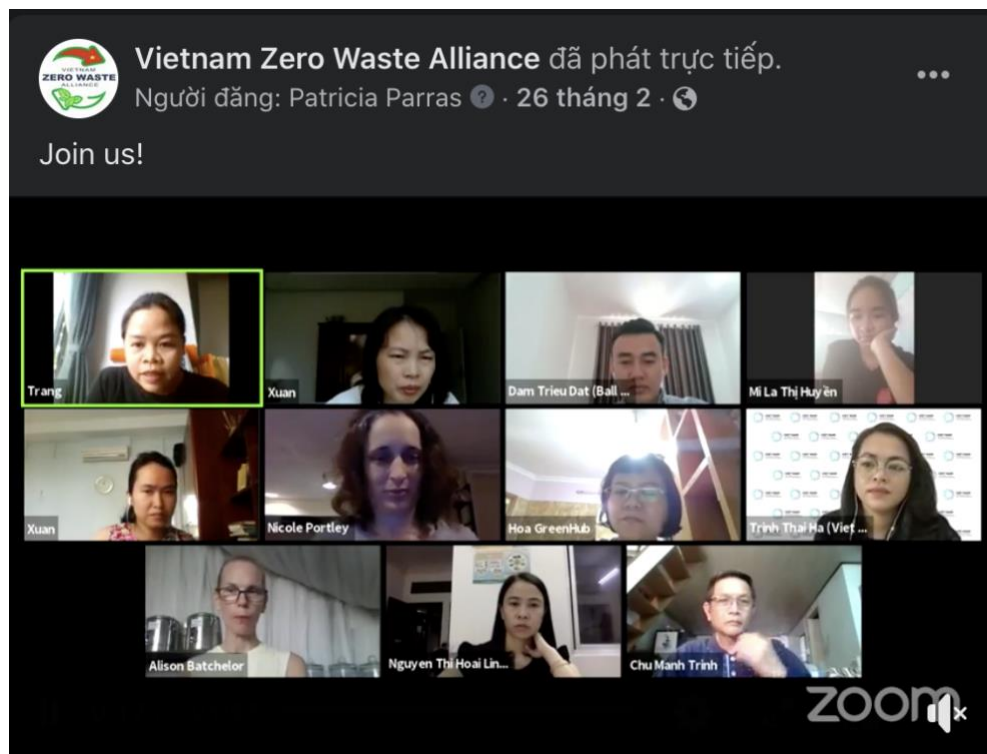 VIETNAM
ZERO WASTE
ALLIANCE
Vietnam Zero Waste Alliance đã phát trực tiếp.
Người đăng: Patricia Parras ? · 26 tháng 2 ·
Join us!
Trang
Xuan
Dam Trieu Dat (Ball ...
Mi La Thị Huyền
Xuan
Nicole Portley
Hoa GreenHub
Trinh Thai Ha (Viet ...
Alison Batchelor
Nguyen Thi Hoai Lin...
Chu Manh Trinh
zoom